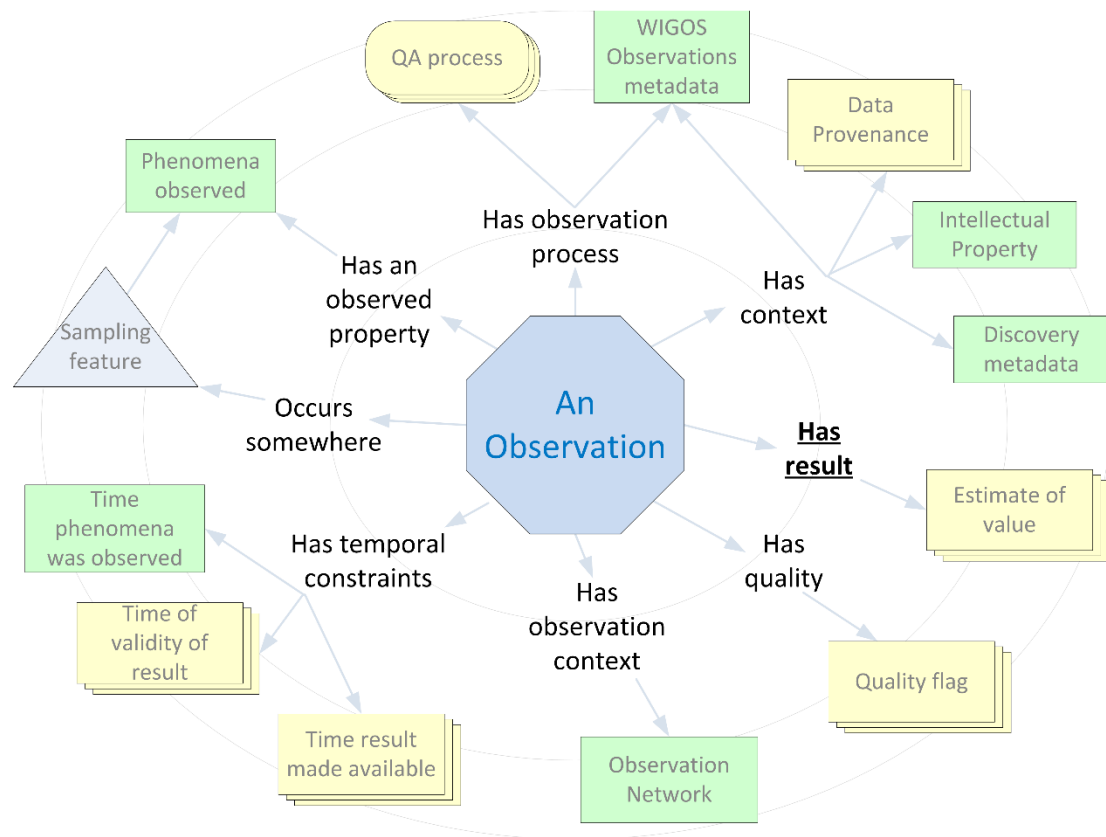 QA process
WIGOS
Observations
metadata
Data
Provenance
Phenomena
observed
Intellectual
Property
Has observation
process
Has an
observed
property
Has
context
Sampling
feature
Discovery
metadata
An
Observation
Occurs
somewhere
Has
result
Time
phenomena
was observed
Estimate of
value
Has temporal
constraints
Has
quality
Has
observation
context
Time of
validity of
result
Quality flag
Time result
made available
Observation
Network